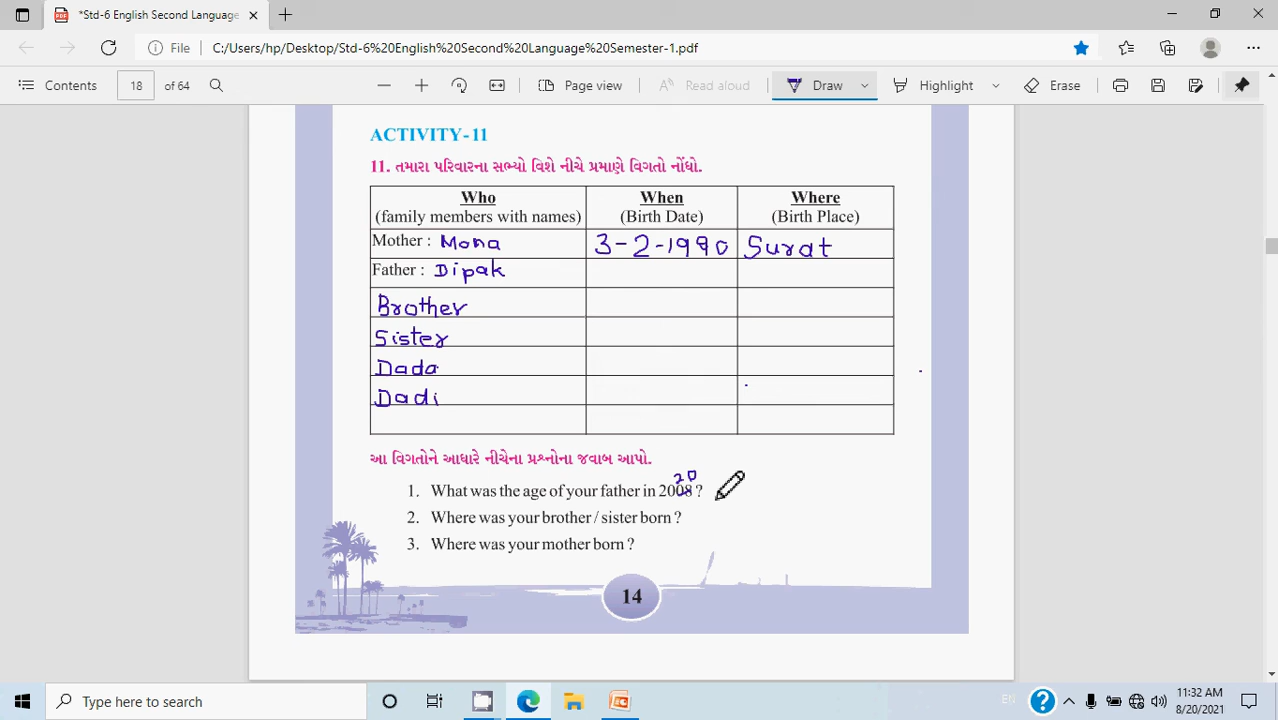 *Std-6 English Second Language
File
C:/Users/hp/Desktop/Std-6%20English%20Second%20Language%20Semester-1.pdf
Contents
18
of 64
Page view
Read aloud
Draw
Highlight
Erase
ACTIVITY-11
11. તમારા પરિવારના સભ્યો વિશે નીચે પ્રમાણે વિગતો નોંધો.
Who When Where
(family members with names) (Birth Date) (Birth Place)
Mother : Mona 3-2-1990 Surat
Father : Dipak
Brother
Sister
Dada
Dadi
આ વિગતોને આધારે નીચેના પ્રશ્નોના જવાબ આપો.
20
1. What was the age of your father in 2008 ?
2. Where was your brother / sister born ?
3. Where was your mother born ?
14
Type here to search
EN
11:32 AM
8/20/2021